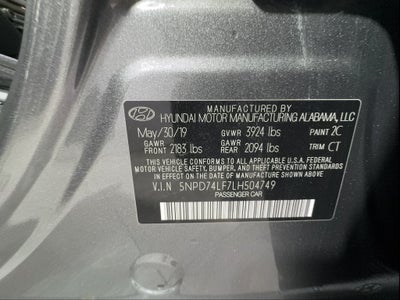 HYUNDAI MOTOR MANUFACTURING ALABAMA, LLC
May/30/19 GVWR 3924 lbs PAINT 2C
GAWR FRONT 2183 lbs GAWR REAR 2094 lbs TRIM CT
THIS VEHICLE CONFORMS TO ALL APPLICABLE U.S. FEDERAL MOTOR
VEHICLE SAFETY, BUMPER, AND THEFT PREVENTION STANDARDS
IN EFFECT ON THE DATE OF MANUFACTURE SHOWN ABOVE.
V.I.N 5NPD74LF7LH504749
PASSENGER CAR